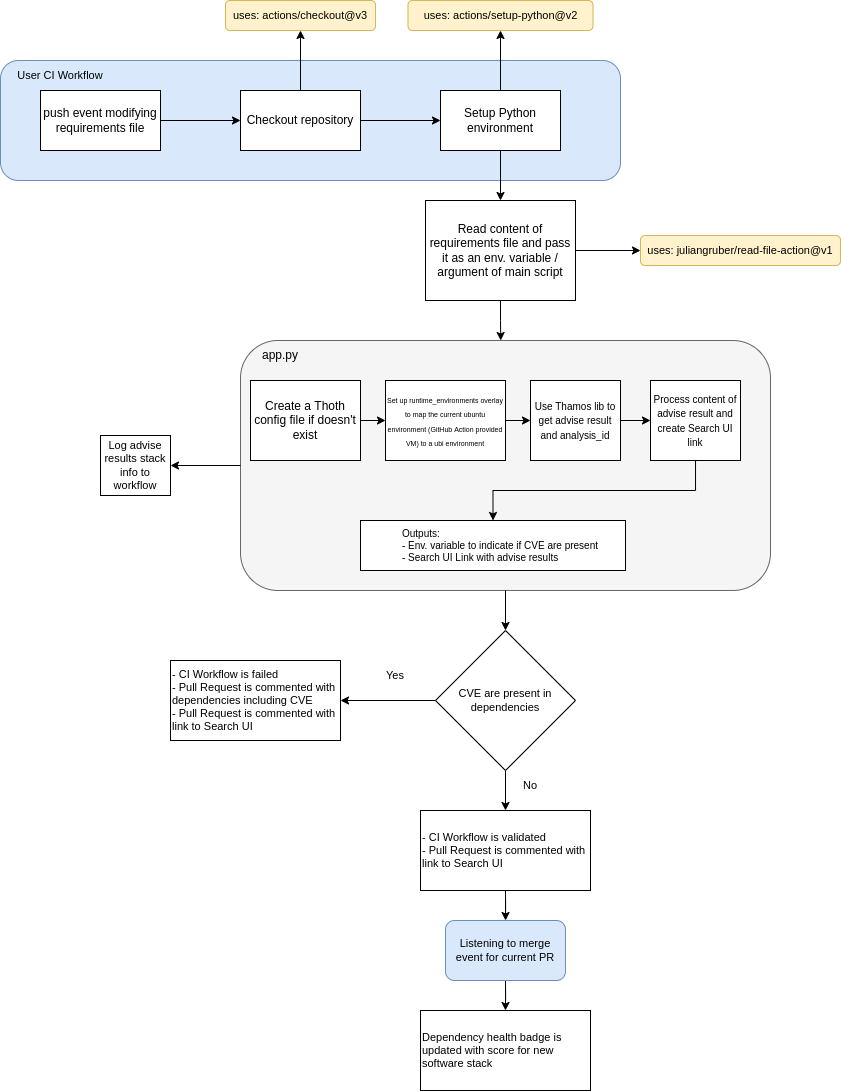 uses: actions/checkout@v3
uses: actions/setup-python@v2
User CI Workflow
push event modifying
requirements file
Checkout repository
Setup Python
environment
Read content of
requirements file and pass
it as an env. variable /
argument of main script
uses: juliangruber/read-file-action@v1
app.py
Create a Thoth
config file if doesn't
exist
Set up runtime_environments overlay
to map the current ubuntu
environment (GitHub Action provided
VM) to a ubi environment
Use Thamos lib to
get advise result
and analysis_id
Process content of
advise result and
create Search UI
link
Log advise
results stack
info to
workflow
Outputs:
- Env. variable to indicate if CVE are present
- Search UI Link with advise results
CVE are present in
dependencies
Yes
- CI Workflow is failed
- Pull Request is commented with
dependencies including CVE
- Pull Request is commented with
link to Search UI
No
- CI Workflow is validated
- Pull Request is commented with
link to Search UI
Listening to merge
event for current PR
Dependency health badge is
updated with score for new
software stack